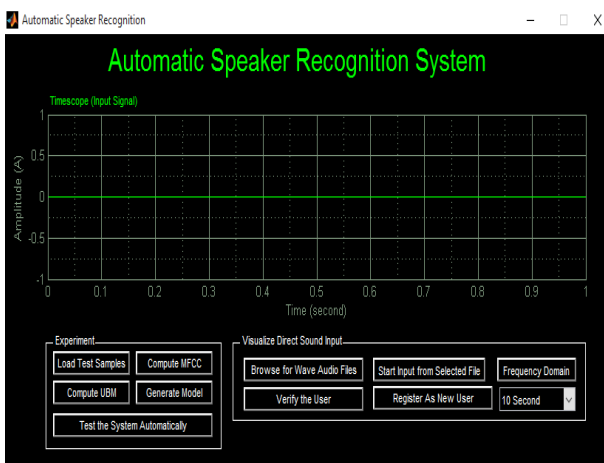 Automatic Speaker Recognition
Automatic Speaker Recognition System
Timescope (Input Signal)
1
0.5
0
-0.5
-1
Amplitude (A)
0 0.1 0.2 0.3 0.4 0.5 0.6 0.7 0.8 0.9 1
Time (second)
Experiment
Load Test Samples Compute MFCC
Compute UBM Generate Model
Test the System Automatically
Visualize Direct Sound Input
Browse for Wave Audio Files Start Input from Selected File Frequency Domain
Verify the User Register As New User 10 Second